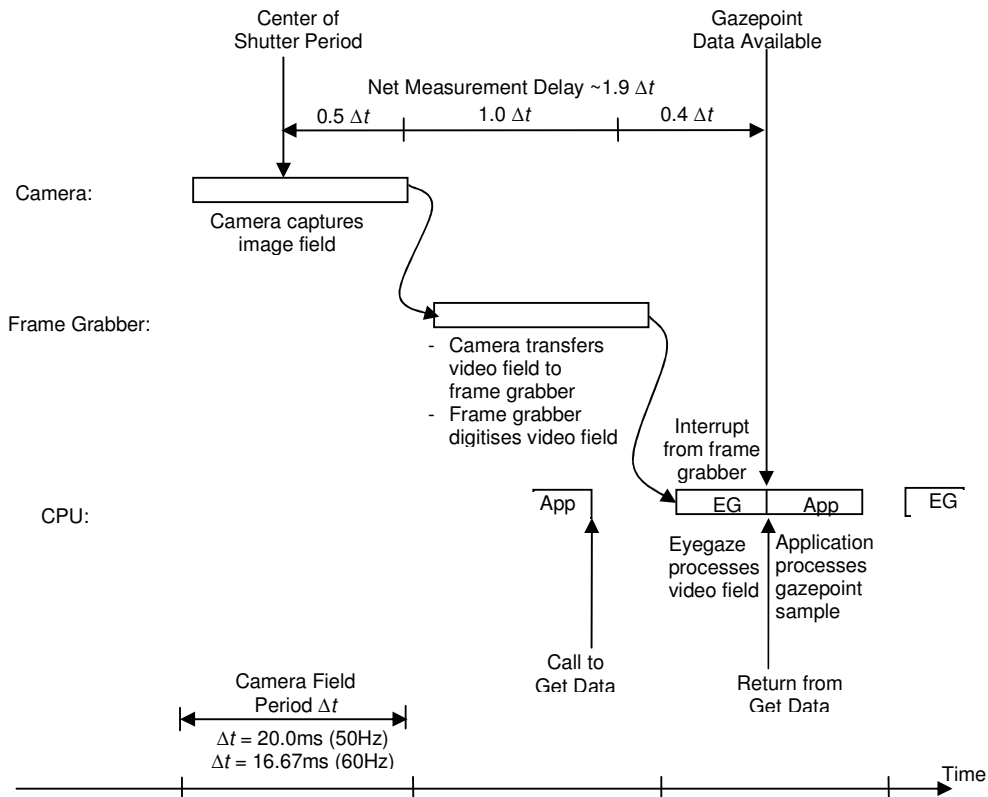 Center of
Shutter Period
Gazepoint
Data Available
Net Measurement Delay ~1.9 Δt
0.5 Δt
1.0 Δt
0.4 Δt
Camera:
Camera captures
image field
Frame Grabber:
- Camera transfers
video field to
frame grabber
- Frame grabber
digitises video field
Interrupt
from frame
grabber
CPU:
App
EG
App
EG
Eyegaze
processes
video field
Application
processes
gazepoint
sample
Call to
Get Data
Return from
Get Data
Camera Field
Period Δt
Δt = 20.0ms (50Hz)
Δt = 16.67ms (60Hz)
Time